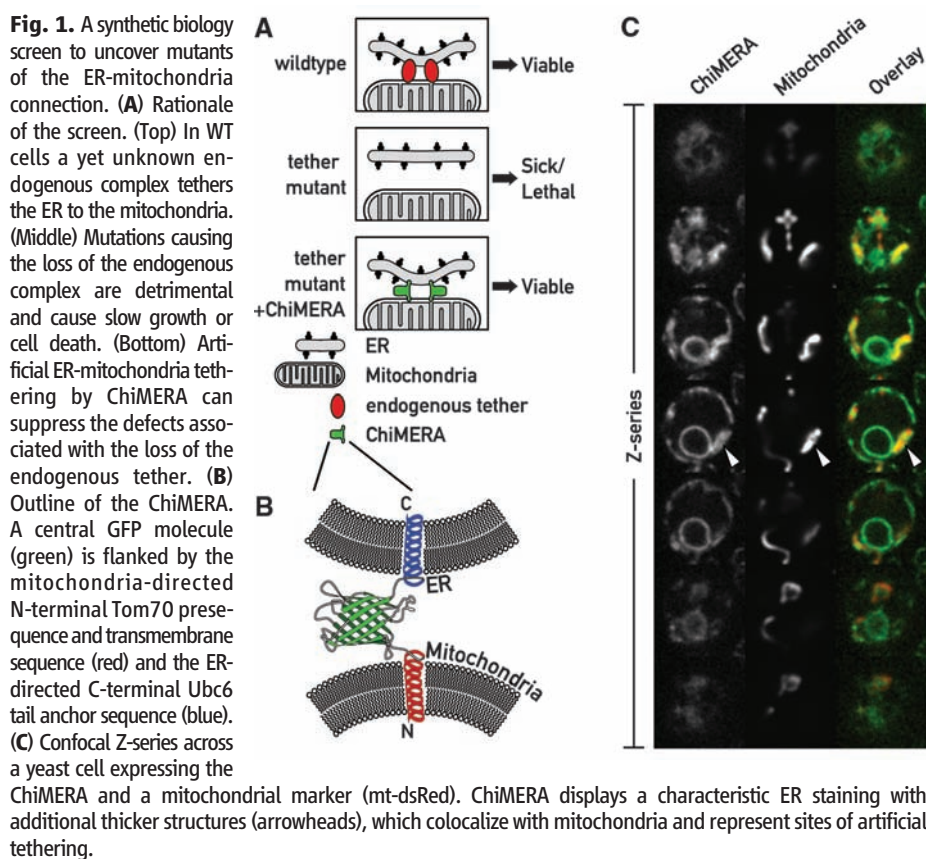 Fig. 1. A synthetic biology
screen to uncover mutants
of the ER-mitochondria
connection. (A) Rationale
of the screen. (Top) In WT
cells a yet unknown en-
dogenous complex tethers
the ER to the mitochondria.
(Middle) Mutations causing
the loss of the endogenous
complex are detrimental
and cause slow growth or
cell death. (Bottom) Arti-
ficial ER-mitochondria teth-
ering by ChiMERA can
suppress the defects asso-
ciated with the loss of the
endogenous tether. (B)
Outline of the ChiMERA.
A central GFP molecule
(green) is flanked by the
mitochondria-directed
N-terminal Tom70 prese-
quence and transmembrane
sequence (red) and the ER-
directed C-terminal Ubc6
tail anchor sequence (blue).
(C) Confocal Z-series across
a yeast cell expressing the
ChiMERA and a mitochondrial marker (mt-dsRed). ChiMERA displays a characteristic ER staining with
additional thicker structures (arrowheads), which colocalize with mitochondria and represent sites of artificial
tethering.
A
wildtype
Viable
tether
mutant
Sick/
Lethal
tether
mutant
+ChiMERA
Viable
ER
Mitochondria
endogenous tether
ChiMERA
B
C
ER
Mitochondria
N
C
ChiMERA
Mitochondria
Overlay
Z-series